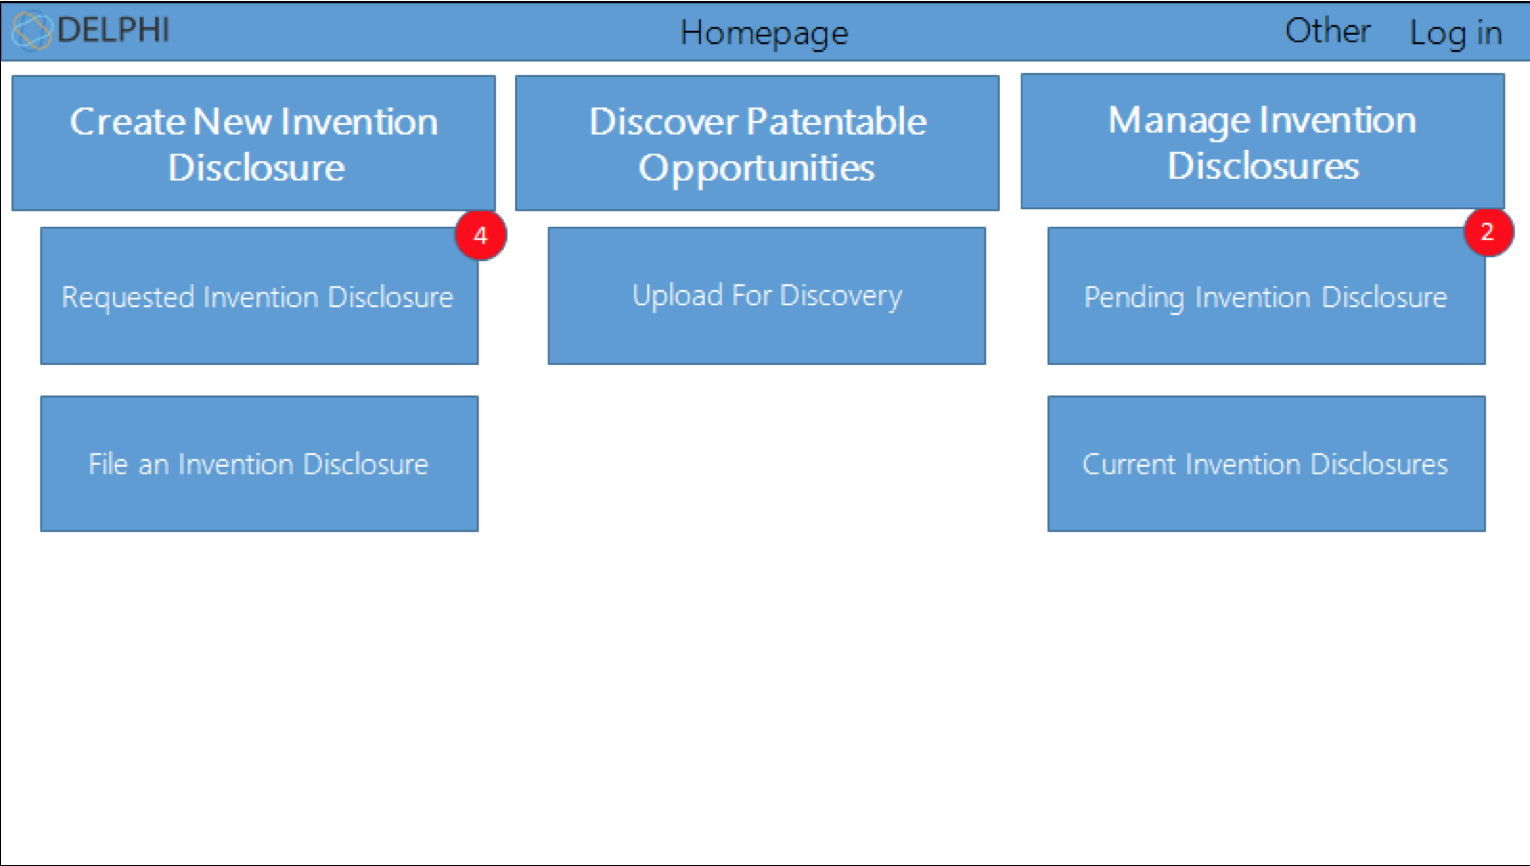 DELPHI
Homepage
Other
Log in
Create New Invention
Disclosure
Discover Patentable
Opportunities
Manage Invention
Disclosures
4
Requested Invention Disclosure
Upload For Discovery
2
Pending Invention Disclosure
File an Invention Disclosure
Current Invention Disclosures